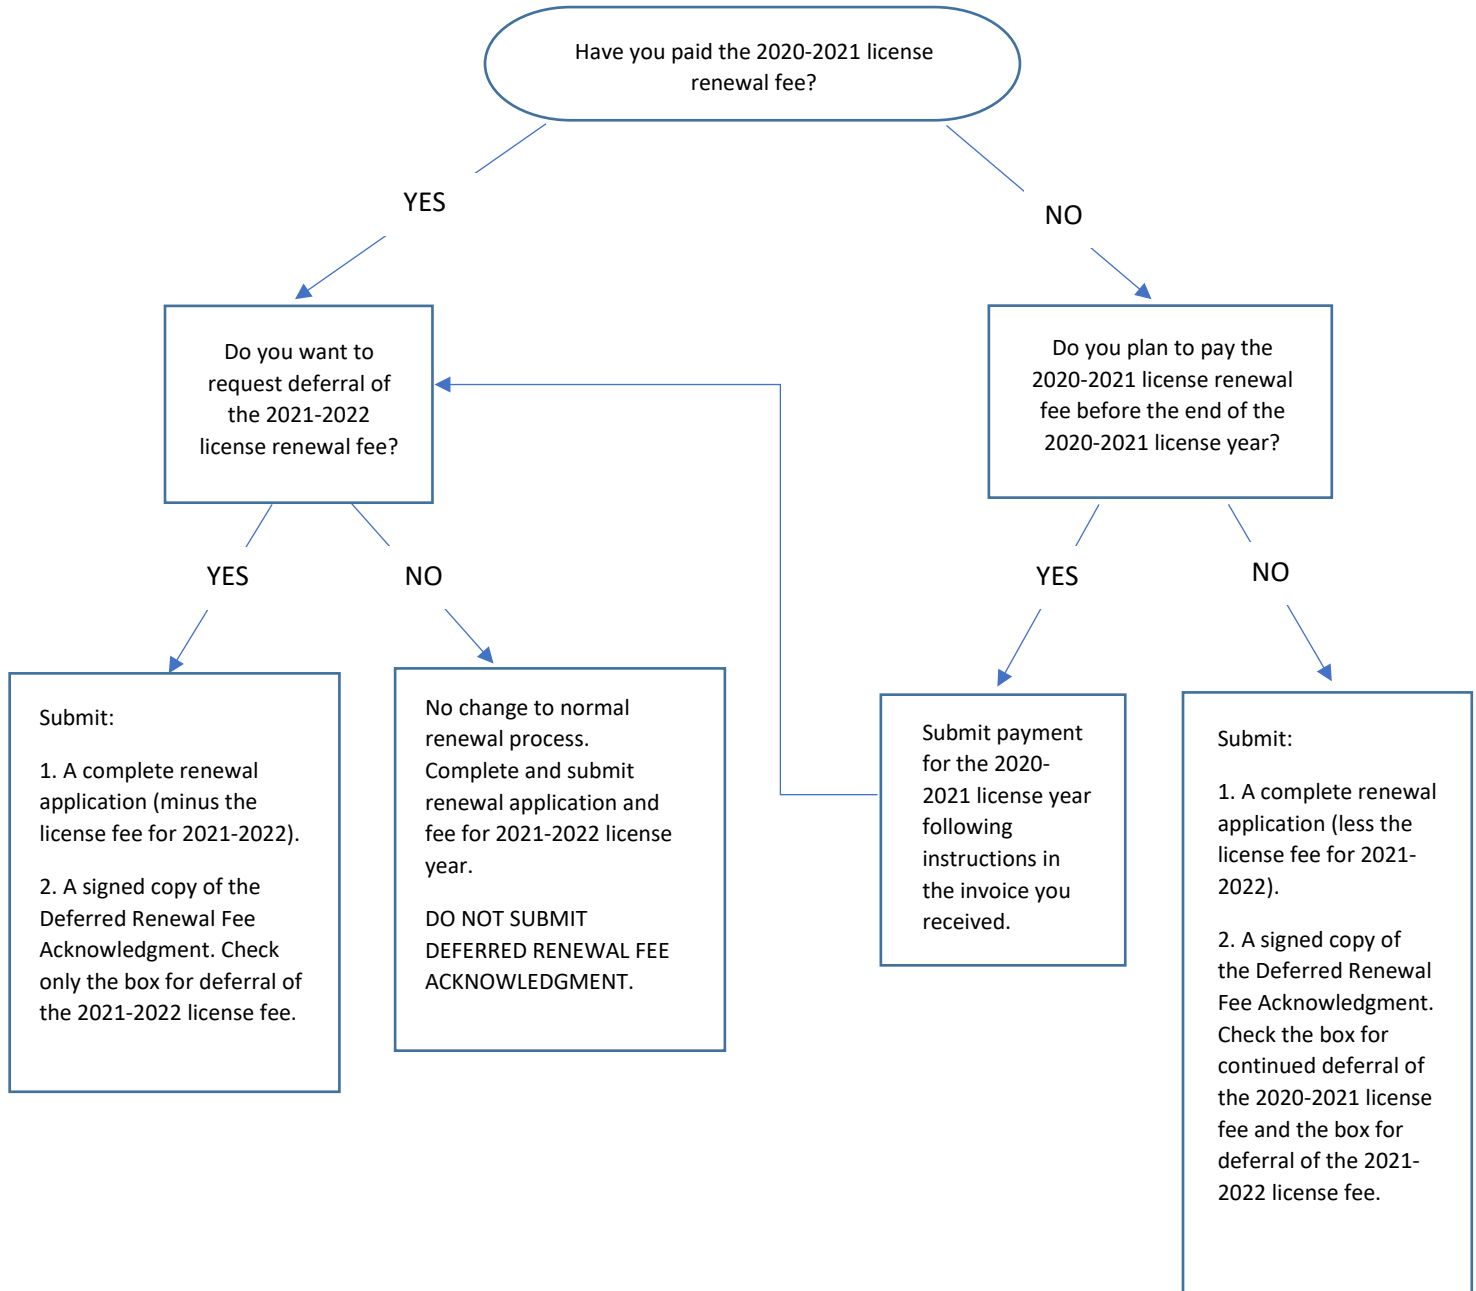 Have you paid the 2020-2021 license
renewal fee?
YES
NO
Do you want to
request deferral of
the 2021-2022
license renewal fee?
Do you plan to pay the
2020-2021 license renewal
fee before the end of the
2020-2021 license year?
YES
NO
YES
NO
Submit:
1. A complete renewal
application (minus the
license fee for 2021-2022).
2. A signed copy of the
Deferred Renewal Fee
Acknowledgment. Check
only the box for deferral of
the 2021-2022 license fee.
No change to normal
renewal process.
Complete and submit
renewal application and
fee for 2021-2022 license
year.
DO NOT SUBMIT
DEFERRED RENEWAL FEE
ACKNOWLEDGMENT.
Submit payment
for the 2020-
2021 license year
following
instructions in
the invoice you
received.
Submit:
1. A complete renewal
application (less the
license fee for 2021-
2022).
2. A signed copy of
the Deferred Renewal
Fee Acknowledgment.
Check the box for
continued deferral of
the 2020-2021 license
fee and the box for
deferral of the 2021-
2022 license fee.